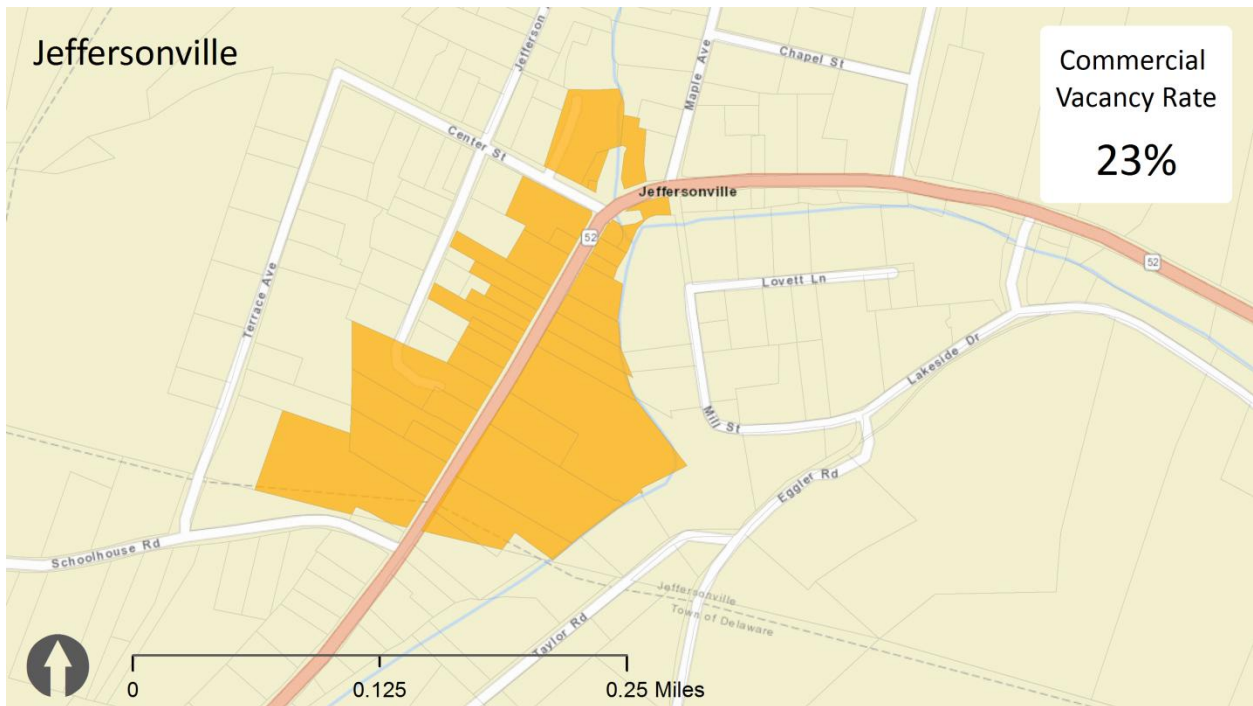 Jeffersonville
Commercial
Vacancy Rate
23%
Jefferson
Maple Ave
Chapel St
Center St
Jeffersonville
52
52
Terrace Ave
Lovett Ln
Lakeside Dr
Mill St
Eggler Rd
Schoolhouse Rd
Taylor Rd
Jeffersonville
Town of Delaware
0
0.125
0.25 Miles